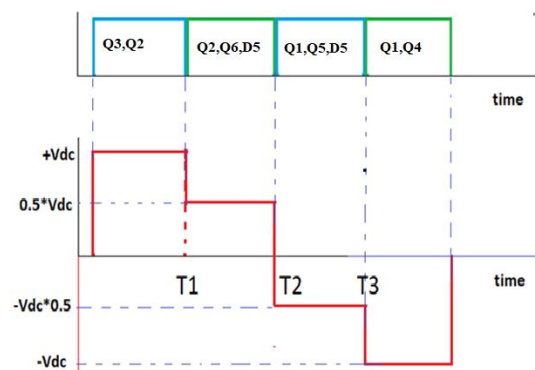 Q3,Q2 Q2,Q6,D5 Q1,Q5,D5 Q1,Q4
time
+Vdc
0.5*Vdc
time
T1 T2 T3
-Vdc*0.5
-Vdc